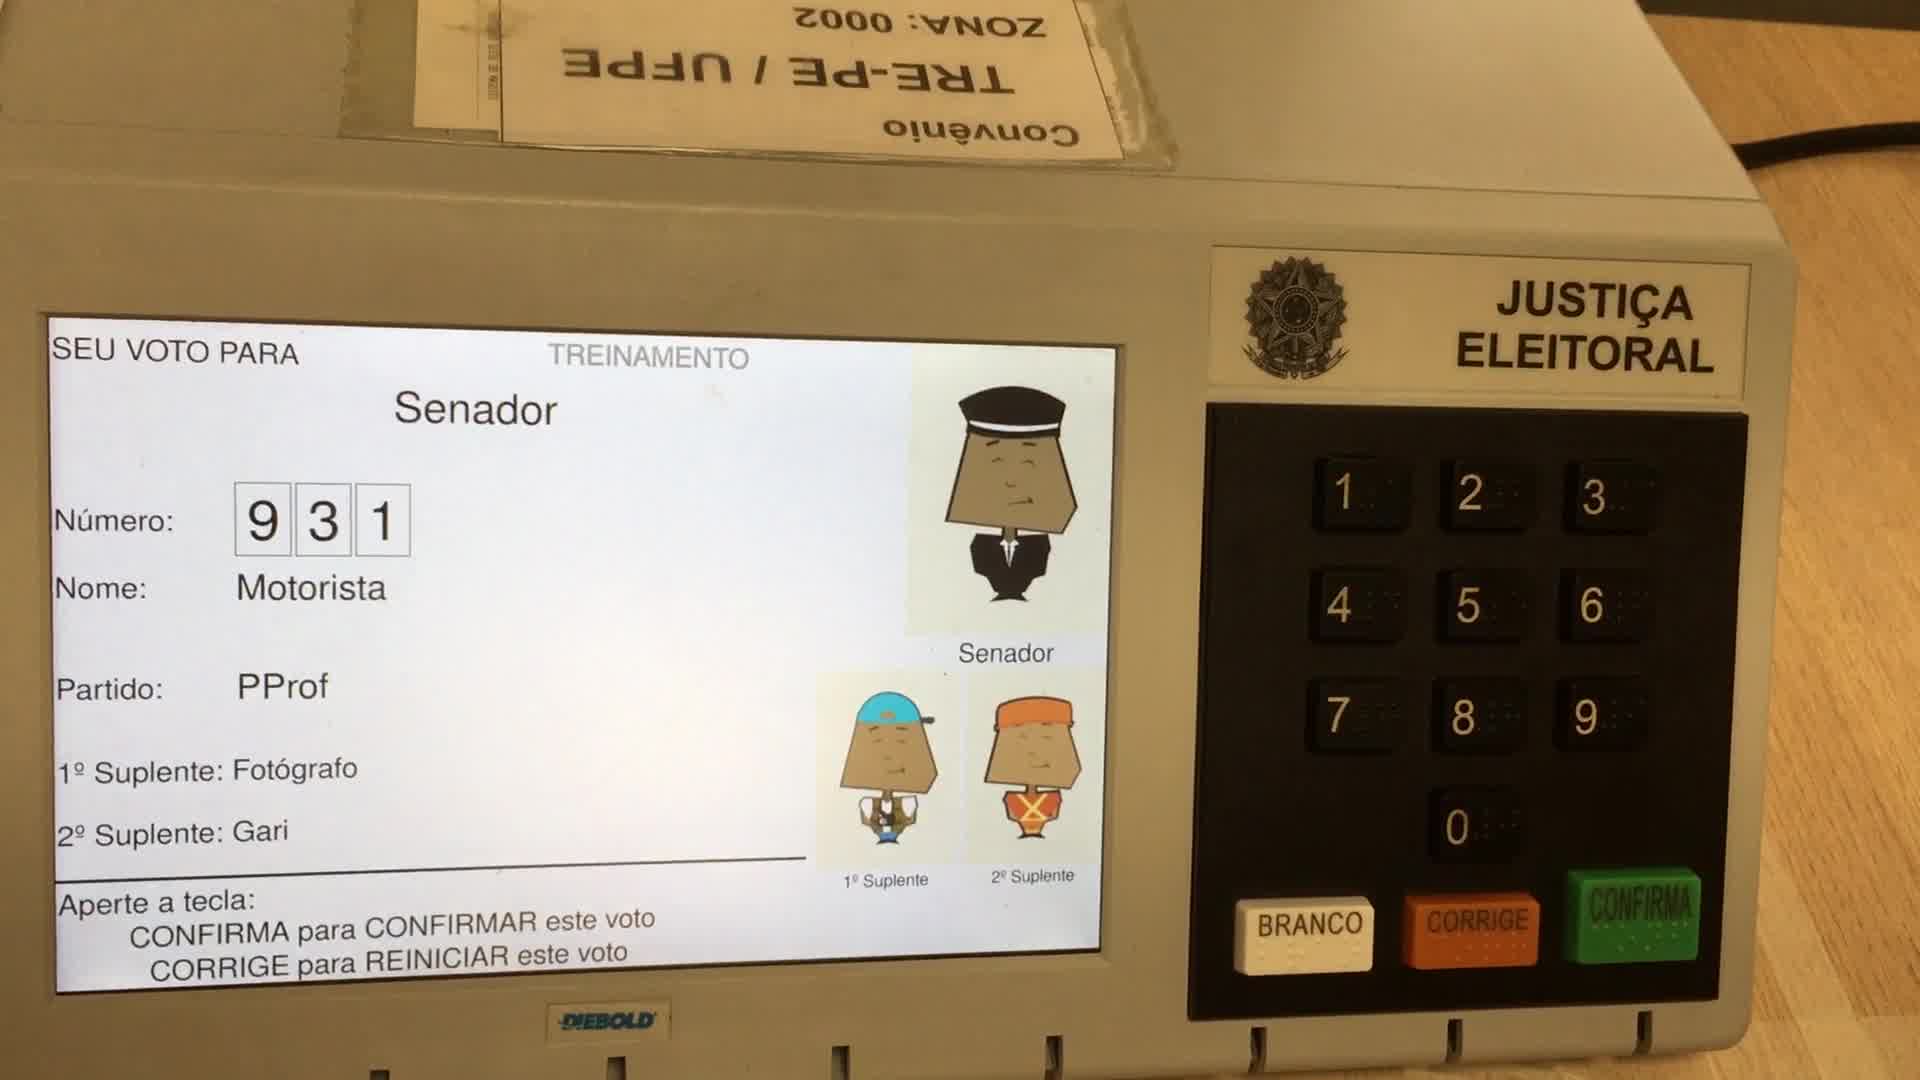 Convênio
TRE-PE / UFPE
ZONA: 0002
JUSTIÇA
ELEITORAL
SEU VOTO PARA
TREINAMENTO
Senador
Número: 9 3 1
Nome: Motorista
Partido: PProf
1º Suplente: Fotógrafo
2º Suplente: Gari
Senador
1º Suplente
2º Suplente
Aperte a tecla:
CONFIRMA para CONFIRMAR este voto
CORRIGE para REINICIAR este voto
1 2 3
4 5 6
7 8 9
0
BRANCO CORRIGE CONFIRMA
DIEBOLD